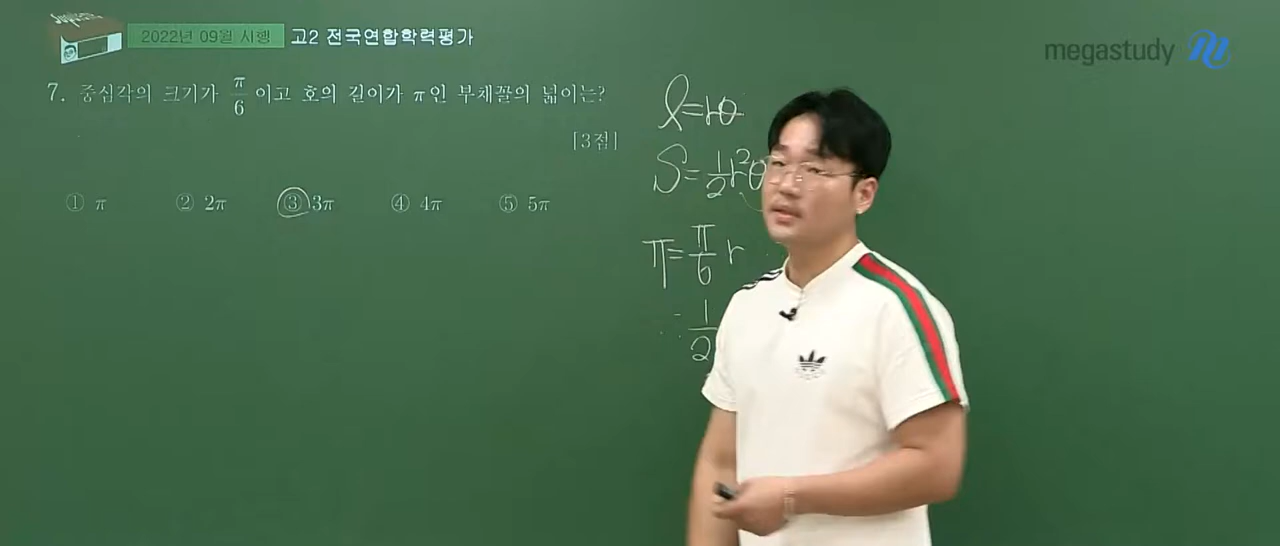 2022년 09월 시행 고2 전국연합학력평가
megastudy
7. 중심각의 크기가 π/6 이고 호의 길이가 π인 부채꼴의 넓이는?
[3점]
① π ② 2π ③ 3π ④ 4π ⑤ 5π
l=rθ
S=1/2r²θ
π=π/6 r
∴ 1/2